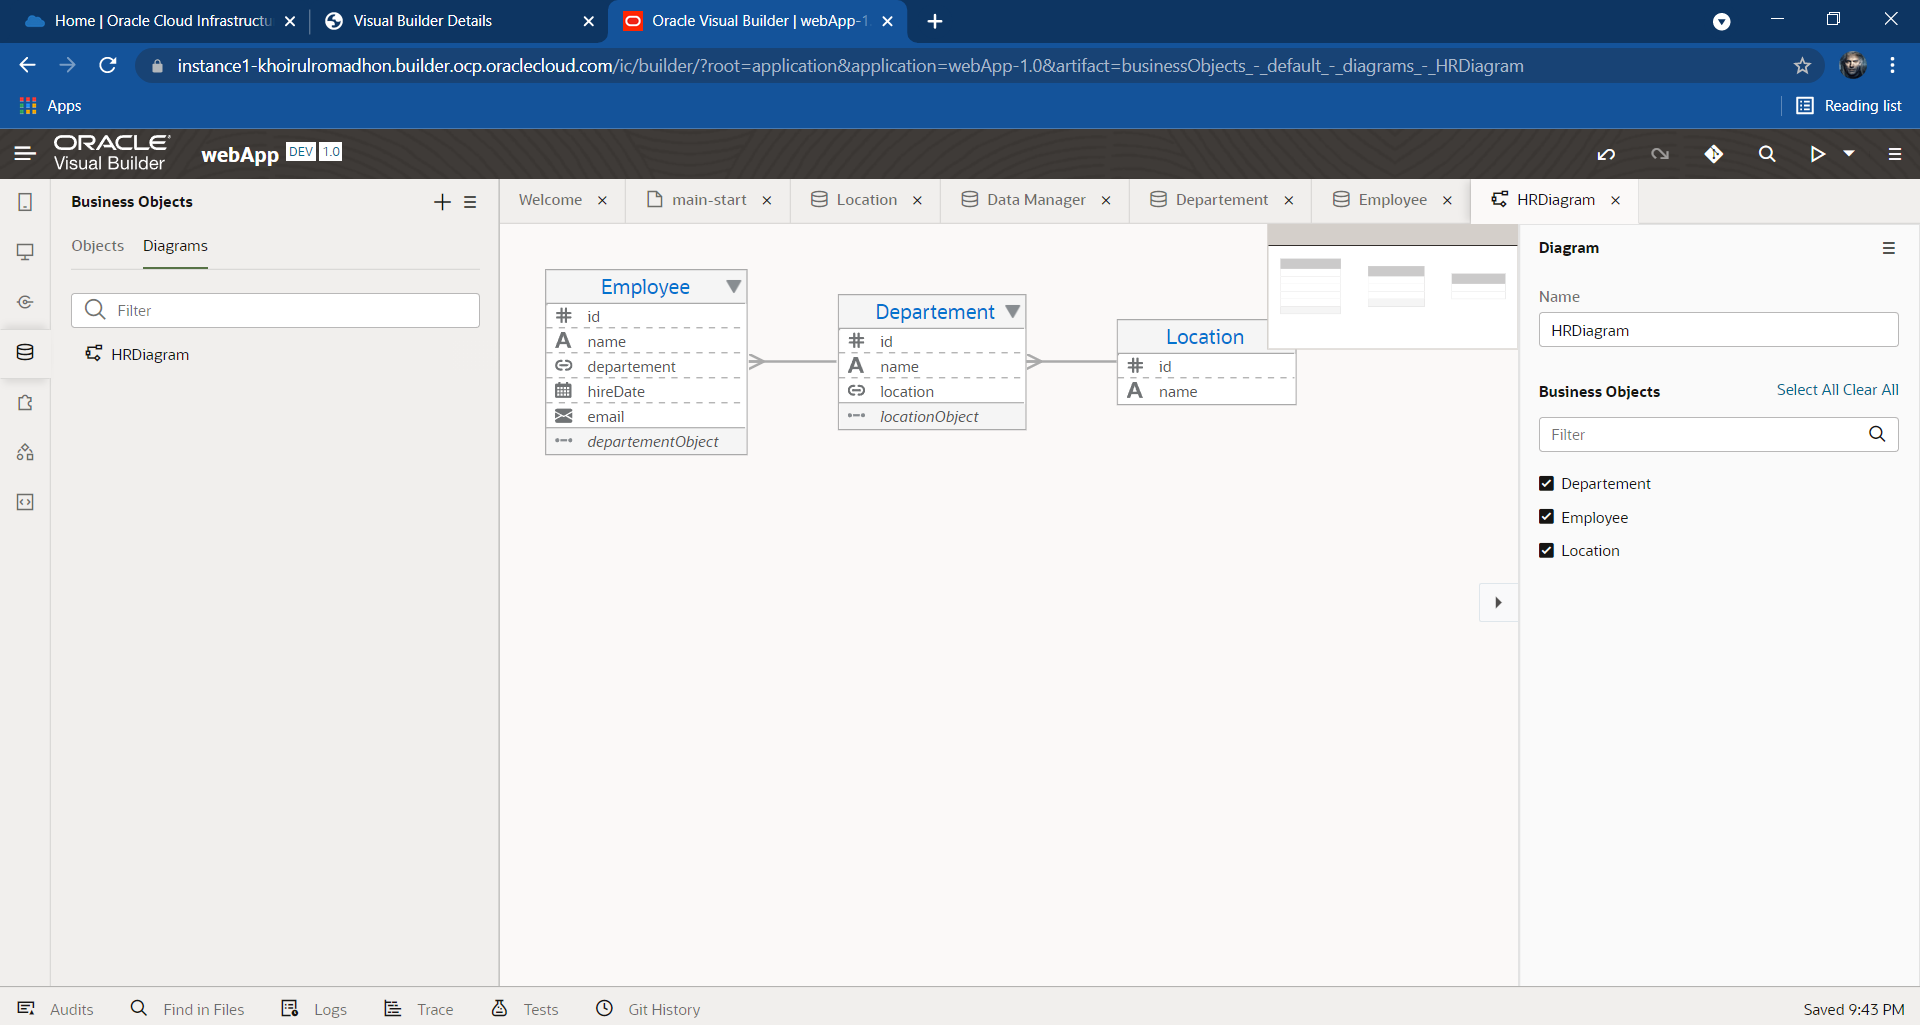 Home | Oracle Cloud Infrastructu
Visual Builder Details
Oracle Visual Builder | webApp-1
instance1-khoirulromadhon.builder.ocp.oraclecloud.com/ic/builder/?root=application&application=webApp-1.0&artifact=businessObjects_-_default_-_diagrams_-_HRDiagram
Apps
Reading list
ORACLE
Visual Builder
webApp DEV 1.0
Business Objects
Objects Diagrams
Filter
HRDiagram
Welcome
main-start
Location
Data Manager
Departement
Employee
HRDiagram
Employee
id
name
departement
hireDate
email
departementObject
Departement
id
name
location
locationObject
Location
id
name
Diagram
Name
HRDiagram
Business Objects
Select All Clear All
Filter
Departement
Employee
Location
Audits
Find in Files
Logs
Trace
Tests
Git History
Saved 9:43 PM